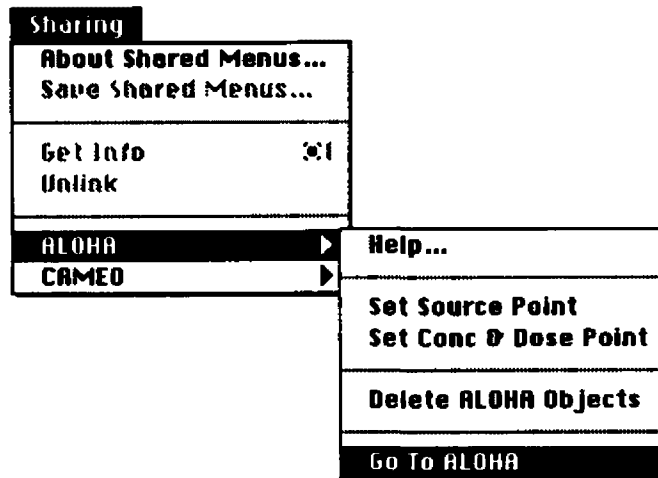 Sharing
About Shared Menus...
Save Shared Menus...
Get Info
Unlink
ALOHA
CAMEO
Help...
Set Source Point
Set Conc & Dose Point
Delete ALOHA Objects
Go To ALOHA